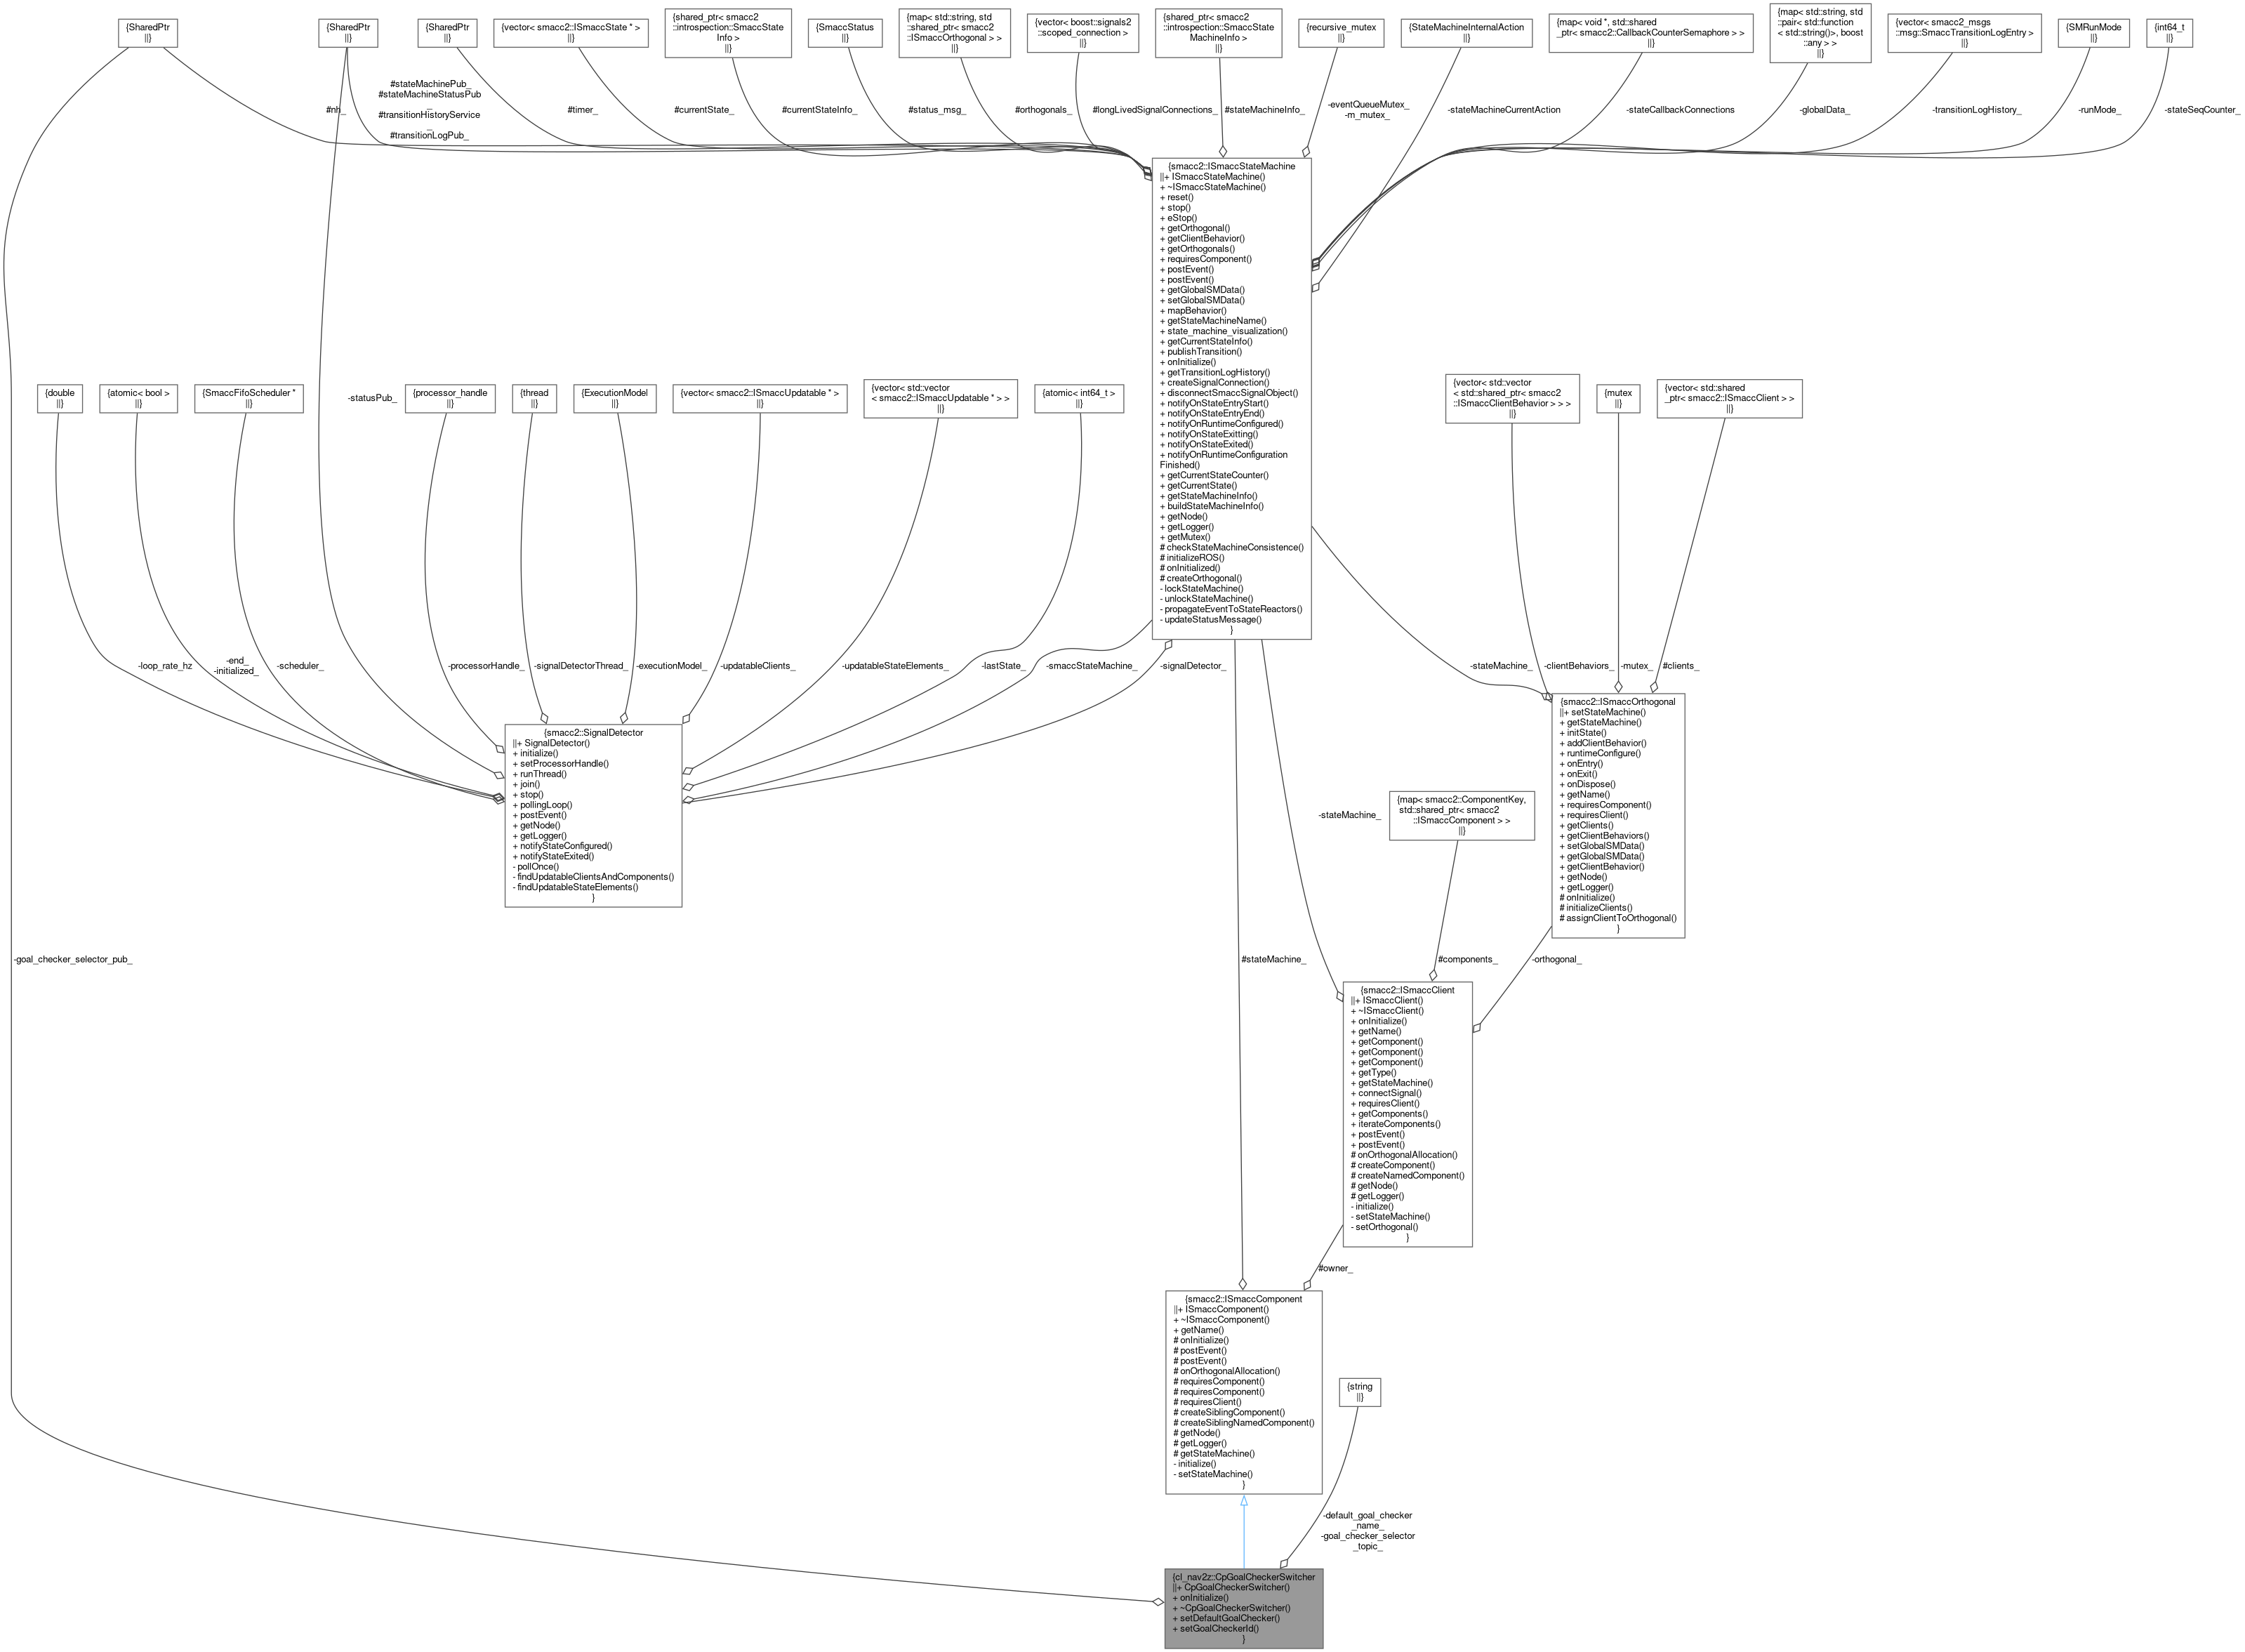 {SharedPtr
||}
{SharedPtr
||}
{SharedPtr
||}
{vector< smacc2::ISmaccState * >
||}
{shared_ptr< smacc2
::introspection::SmaccState
Info >
||}
{SmaccStatus
||}
{map< std::string, std
::shared_ptr< smacc2
::ISmaccOrthogonal > >
||}
{vector< boost::signals2
::scoped_connection >
||}
{shared_ptr< smacc2
::introspection::SmaccState
MachineInfo >
||}
{recursive_mutex
||}
{StateMachineInternalAction
||}
{map< void *, std::shared
_ptr< smacc2::CallbackCounterSemaphore > >
||}
{map< std::string, std
::pair< std::function
< std::string()>, boost
::any > >
||}
{vector< smacc2_msgs
::msg::SmaccTransitionLogEntry >
||}
{SMRunMode
||}
{int64_t
||}
#nh_
#stateMachinePub_
#stateMachineStatusPub
_
#transitionHistoryService
_
#transitionLogPub_
#timer_
#currentState_
#currentStateInfo_
#status_msg_
#orthogonals_
#longLivedSignalConnections_
#stateMachineInfo_
-eventQueueMutex_
-m_mutex_
-stateMachineCurrentAction
-stateCallbackConnections
-globalData_
-transitionLogHistory_
-runMode_
-stateSeqCounter_
{smacc2::ISmaccStateMachine
||+ ISmaccStateMachine()
+ ~ISmaccStateMachine()
+ reset()
+ stop()
+ eStop()
+ getOrthogonal()
+ getClientBehavior()
+ getOrthogonals()
+ requiresComponent()
+ postEvent()
+ postEvent()
+ getGlobalSMData()
+ setGlobalSMData()
+ mapBehavior()
+ getStateMachineName()
+ state_machine_visualization()
+ getCurrentStateInfo()
+ publishTransition()
+ onInitialize()
+ getTransitionLogHistory()
+ createSignalConnection()
+ disconnectSmaccSignalObject()
+ notifyOnStateEntryStart()
+ notifyOnStateEntryEnd()
+ notifyOnRuntimeConfigured()
+ notifyOnStateExitting()
+ notifyOnStateExited()
+ notifyOnRuntimeConfiguration
Finished()
+ getCurrentStateCounter()
+ getCurrentState()
+ getStateMachineInfo()
+ buildStateMachineInfo()
+ getNode()
+ getLogger()
+ getMutex()
# checkStateMachineConsistence()
# initializeROS()
# onInitialized()
# createOrthogonal()
- lockStateMachine()
- unlockStateMachine()
- propagateEventToStateReactors()
- updateStatusMessage()
}
{double
||}
{atomic< bool >
||}
{SmaccFifoScheduler *
||}
-statusPub_
{processor_handle
||}
{thread
||}
{ExecutionModel
||}
{vector< smacc2::ISmaccUpdatable * >
||}
{vector< std::vector
< smacc2::ISmaccUpdatable * > >
||}
{atomic< int64_t >
||}
{vector< std::vector
< std::shared_ptr< smacc2
::ISmaccClientBehavior > > >
||}
{mutex
||}
{vector< std::shared
_ptr< smacc2::ISmaccClient > >
||}
-loop_rate_hz
-end_
-initialized_
-scheduler_
-processorHandle_
-signalDetectorThread_
-executionModel_
-updatableClients_
-updatableStateElements_
-lastState_
-smaccStateMachine_
-signalDetector_
-stateMachine_
-clientBehaviors_
-mutex_
#clients_
{smacc2::SignalDetector
||+ SignalDetector()
+ initialize()
+ setProcessorHandle()
+ runThread()
+ join()
+ stop()
+ pollingLoop()
+ postEvent()
+ getNode()
+ getLogger()
+ notifyStateConfigured()
+ notifyStateExited()
- pollOnce()
- findUpdatableClientsAndComponents()
- findUpdatableStateElements()
}
{smacc2::ISmaccOrthogonal
||+ setStateMachine()
+ getStateMachine()
+ initState()
+ addClientBehavior()
+ runtimeConfigure()
+ onEntry()
+ onExit()
+ onDispose()
+ getName()
+ requiresComponent()
+ requiresClient()
+ getClients()
+ getClientBehaviors()
+ setGlobalSMData()
+ getGlobalSMData()
+ getClientBehavior()
+ getNode()
+ getLogger()
# onInitialize()
# initializeClients()
# assignClientToOrthogonal()
}
-stateMachine_
{map< smacc2::ComponentKey,
std::shared_ptr< smacc2
::ISmaccComponent > >
||}
-goal_checker_selector_pub_
#stateMachine_
#components_
-orthogonal_
{smacc2::ISmaccClient
||+ ISmaccClient()
+ ~ISmaccClient()
+ onInitialize()
+ getName()
+ getComponent()
+ getComponent()
+ getComponent()
+ getType()
+ getStateMachine()
+ connectSignal()
+ requiresClient()
+ getComponents()
+ iterateComponents()
+ postEvent()
+ postEvent()
# onOrthogonalAllocation()
# createComponent()
# createNamedComponent()
# getNode()
# getLogger()
- initialize()
- setStateMachine()
- setOrthogonal()
}
#owner_
{smacc2::ISmaccComponent
||+ ISmaccComponent()
+ ~ISmaccComponent()
+ getName()
# onInitialize()
# postEvent()
# postEvent()
# onOrthogonalAllocation()
# requiresComponent()
# requiresComponent()
# requiresClient()
# createSiblingComponent()
# createSiblingNamedComponent()
# getNode()
# getLogger()
# getStateMachine()
- initialize()
- setStateMachine()
}
{string
||}
-default_goal_checker
_name_
-goal_checker_selector
_topic_
{cl_nav2z::CpGoalCheckerSwitcher
||+ CpGoalCheckerSwitcher()
+ onInitialize()
+ ~CpGoalCheckerSwitcher()
+ setDefaultGoalChecker()
+ setGoalCheckerId()
}